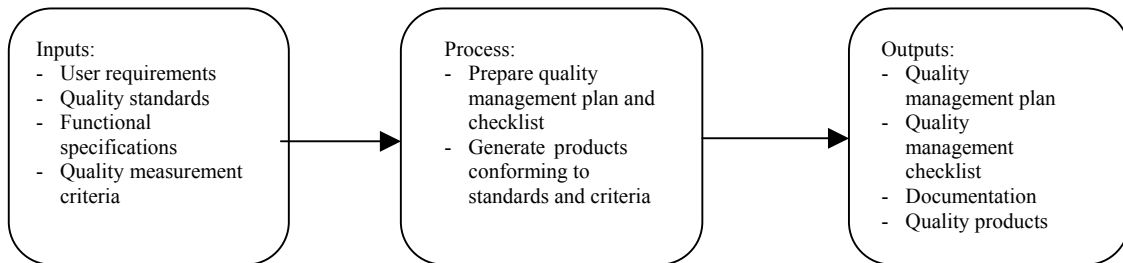 Inputs:
- User requirements
- Quality standards
- Functional
specifications
- Quality measurement
criteria
Process:
- Prepare quality
management plan and
checklist
- Generate products
conforming to
standards and criteria
Outputs:
- Quality
management plan
- Quality
management
checklist
- Documentation
- Quality products